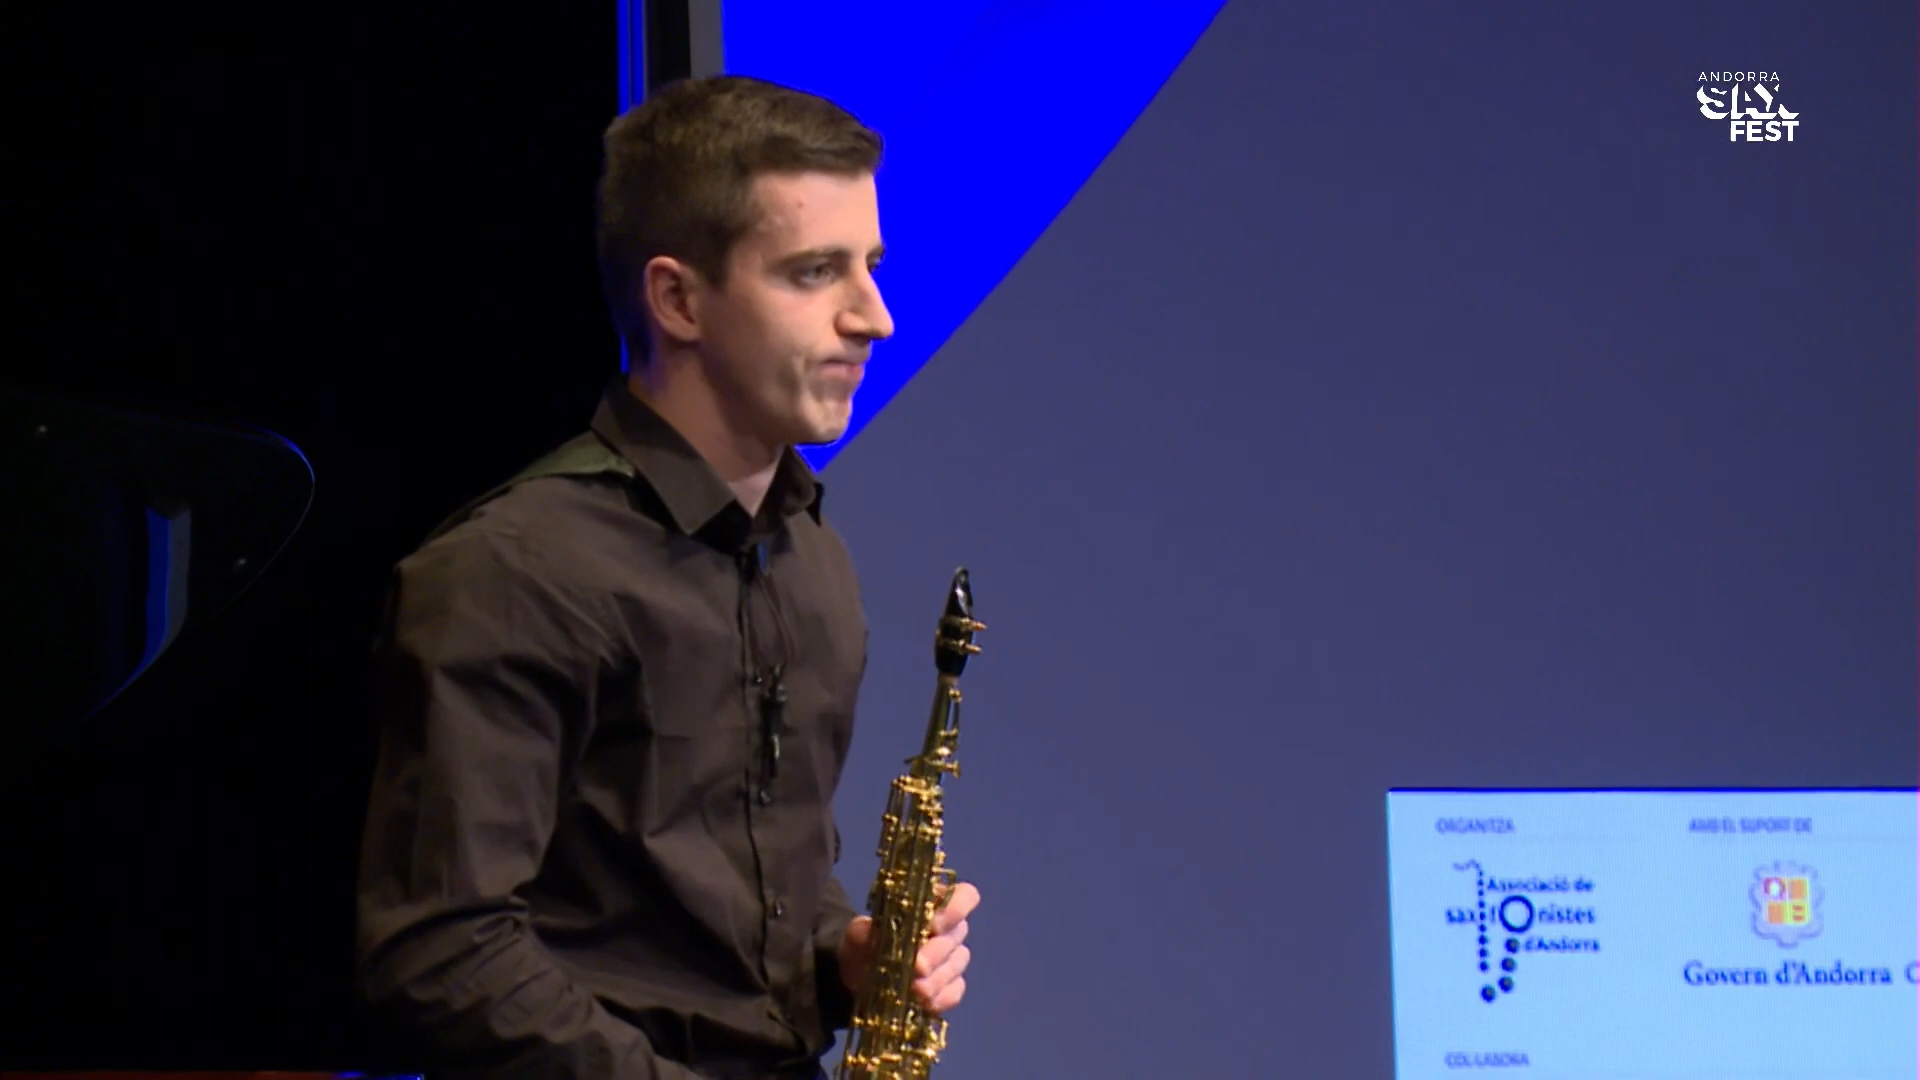 ANDORRA
SAX
FEST
ORGANITZA
AMB EL SUPORT DE
Associació de
saxofonistes
d'Andorra
Govern d'Andorra
COL·LABORA